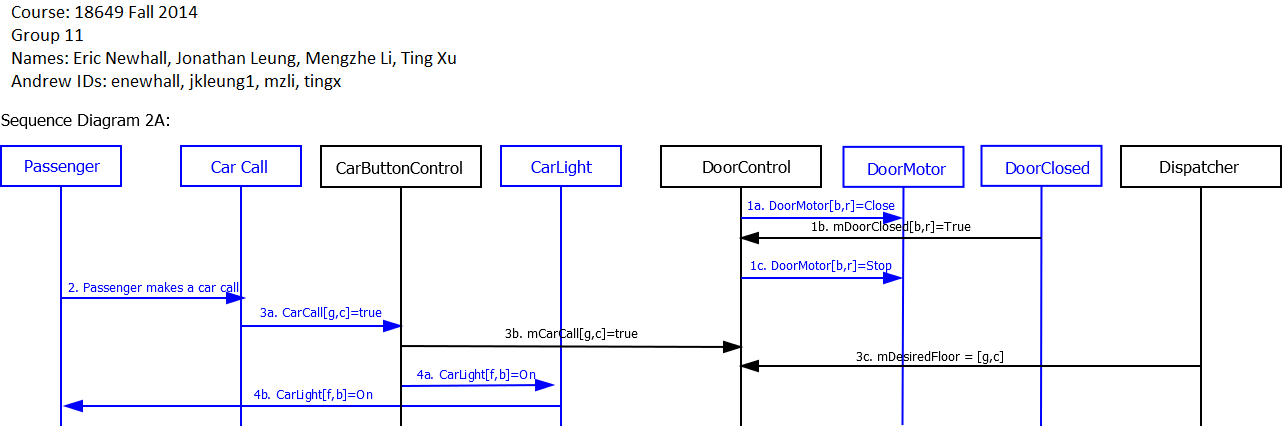 Course: 18649 Fall 2014
Group 11
Names: Eric Newhall, Jonathan Leung, Mengzhe Li, Ting Xu
Andrew IDs: enewhall, jkleung1, mzli, tingx
Sequence Diagram 2A:
Passenger
Car Call
CarButtonControl
CarLight
DoorControl
DoorMotor
DoorClosed
Dispatcher
1a. DoorMotor[b,r]=Close
1b. mDoorClosed[b,r]=True
1c. DoorMotor[b,r]=Stop
2. Passenger makes a car call
3a. CarCall[g,c]=true
3b. mCarCall[g,c]=true
3c. mDesiredFloor = [g,c]
4a. CarLight[f,b]=On
4b. CarLight[f,b]=On